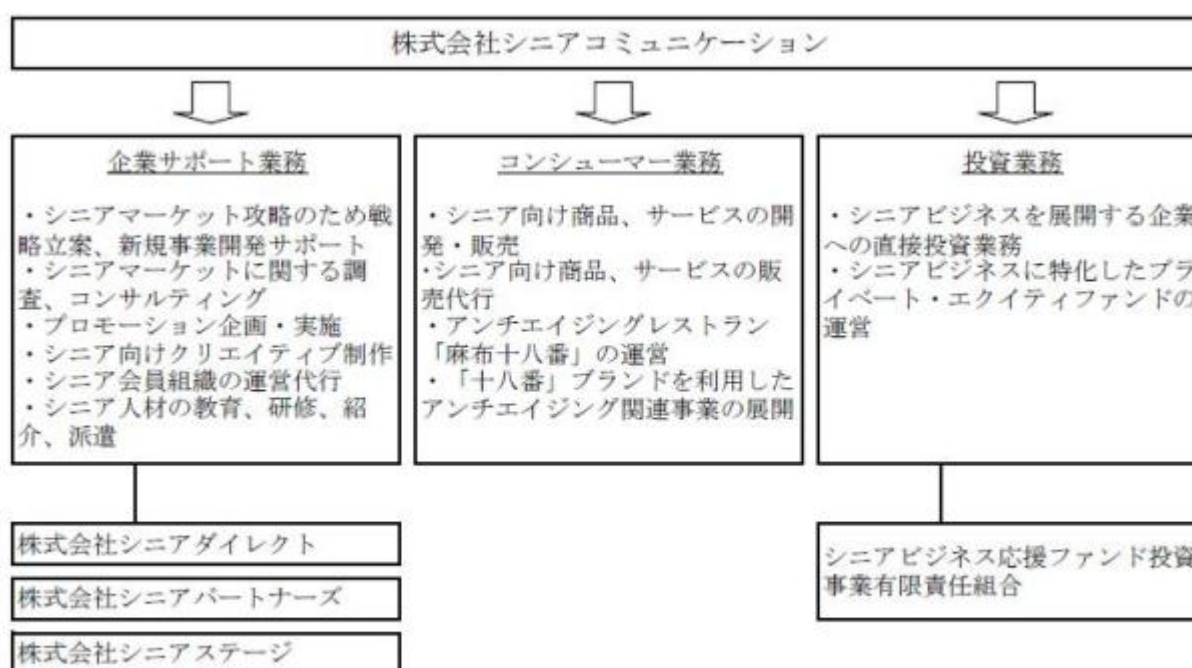 株式会社シニアコミュニケーション
企業サポート業務
・シニアマーケット攻略のため戦
略立案、新規事業開発サポート
・シニアマーケットに関する調
査、コンサルティング
・プロモーション企画・実施
・シニア向けクリエイティブ制作
・シニア会員組織の運営代行
・シニア人材の教育、研修、紹
介、派遣
コンシューマー業務
・シニア向け商品、サービスの開
発・販売
・シニア向け商品、サービスの販
売代行
・アンチエイジングレストラン
「麻布十八番」の運営
・「十八番」ブランドを利用した
アンチエイジング関連事業の展開
投資業務
・シニアビジネスを展開する企業
への直接投資業務
・シニアビジネスに特化したプラ
イベート・エクイティファンドの
運営
株式会社シニアダイレクト
株式会社シニアパートナーズ
株式会社シニアステージ
シニアビジネス応援ファンド投資
事業有限責任組合